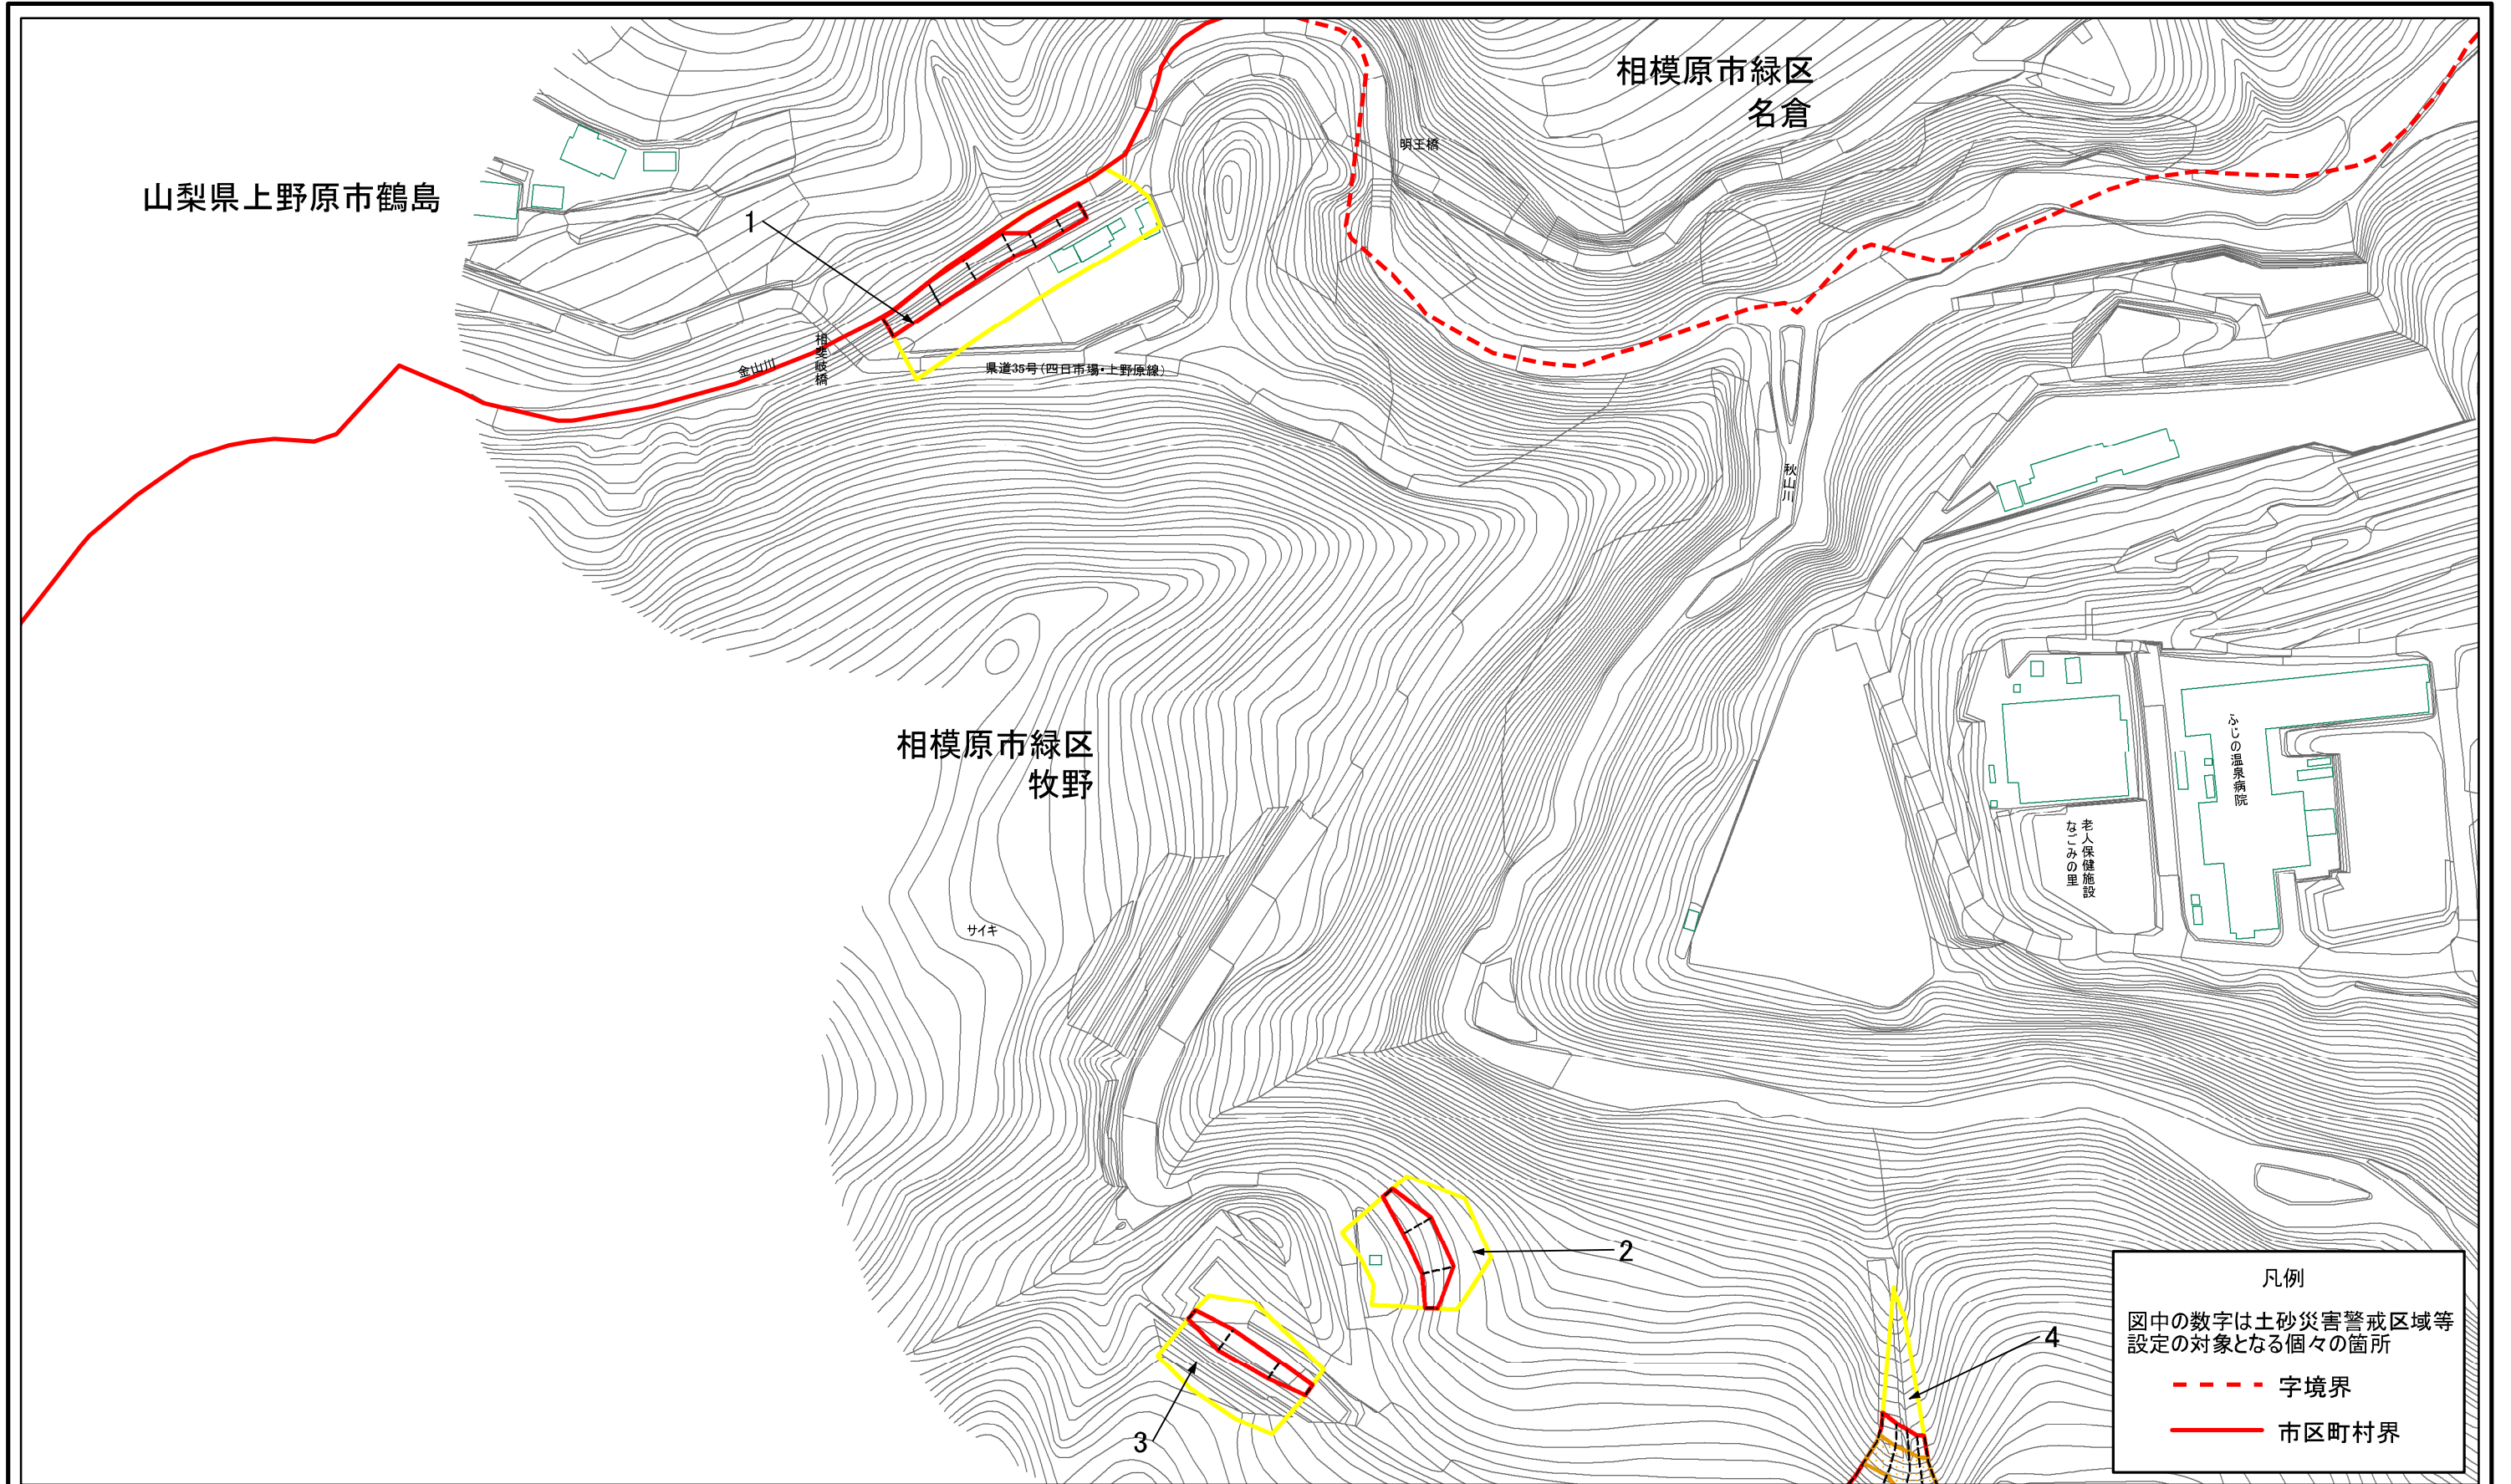 相模原市緑区
名倉
明王橋
山梨県上野原市鶴島
1
金山川
相斐岐橋
県道35号(四日市場・上野原線)
秋山川
相模原市緑区
牧野
ふじの温泉病院
老人保健施設
なごみの里
サイキ
2
3
4
凡例
図中の数字は土砂災害警戒区域等
設定の対象となる個々の箇所
字境界
市区町村界